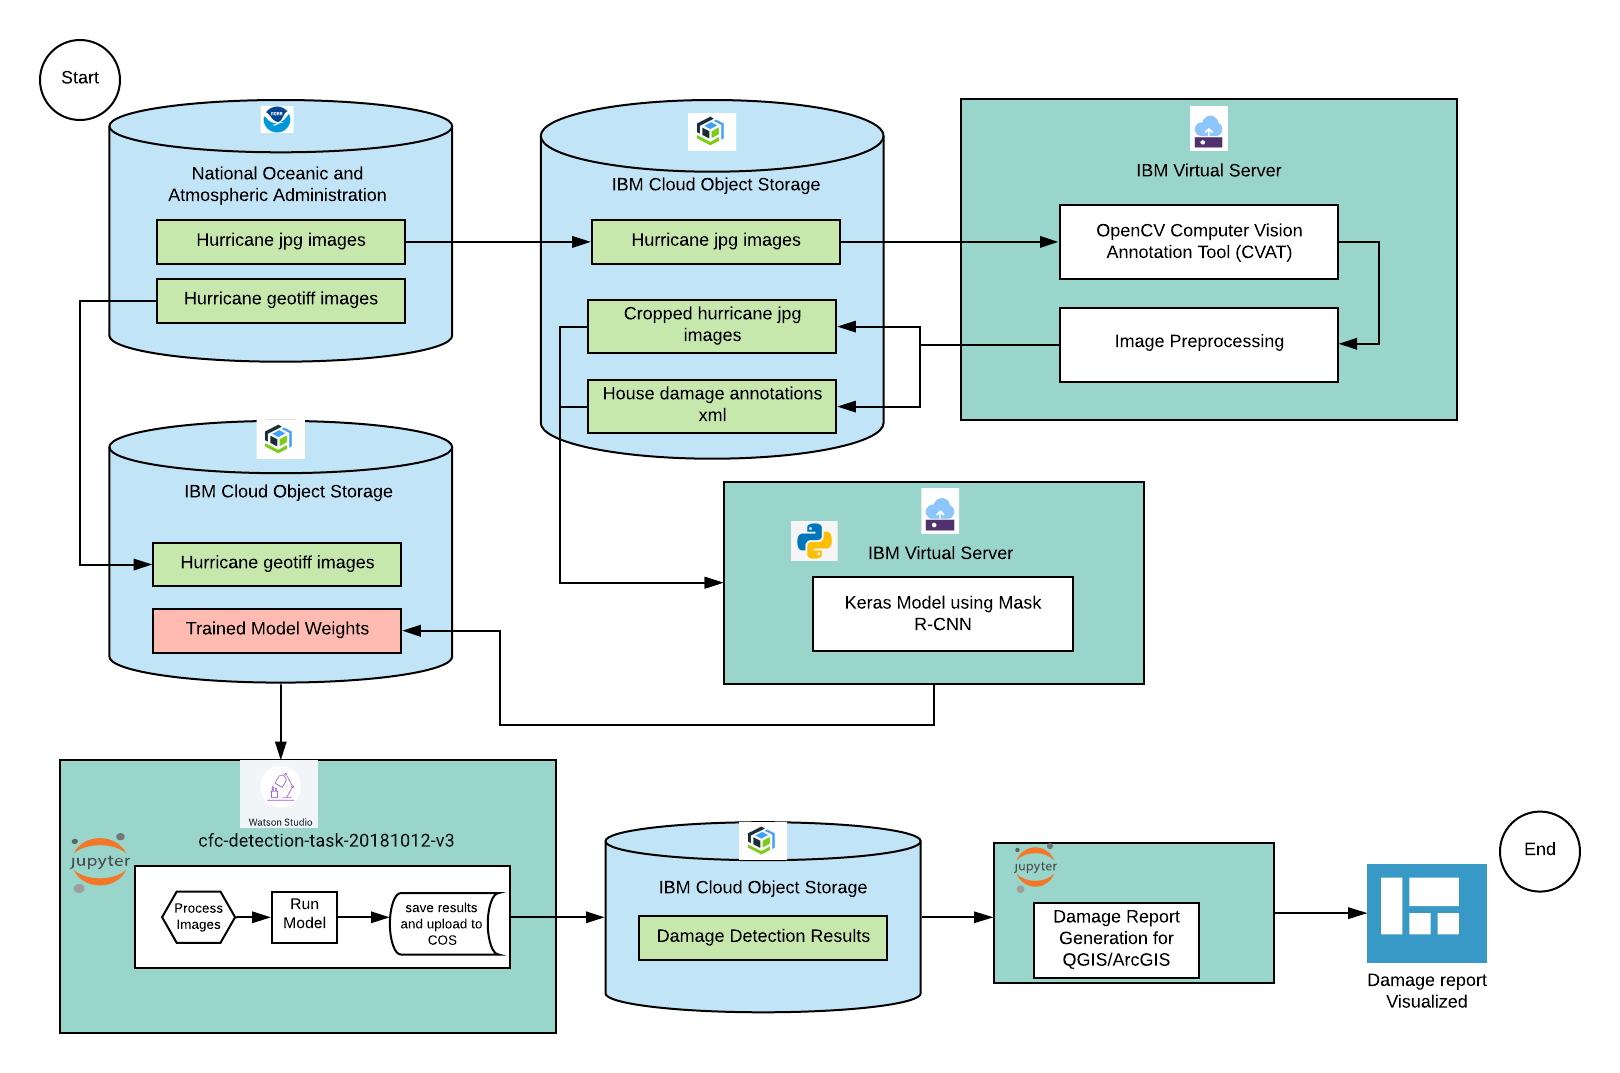 Start
National Oceanic and
Atmospheric Administration
Hurricane jpg images
Hurricane geotiff images
IBM Cloud Object Storage
Hurricane jpg images
Cropped hurricane jpg
images
House damage annotations
xml
IBM Virtual Server
OpenCV Computer Vision
Annotation Tool (CVAT)
Image Preprocessing
IBM Cloud Object Storage
Hurricane geotiff images
Trained Model Weights
IBM Virtual Server
Keras Model using Mask
R-CNN
Watson Studio
cfc-detection-task-20181012-v3
jupyter
Process
Images
Run
Model
save results
and upload to
COS
IBM Cloud Object Storage
Damage Detection Results
jupyter
Damage Report
Generation for
QGIS/ArcGIS
End
Damage report
Visualized